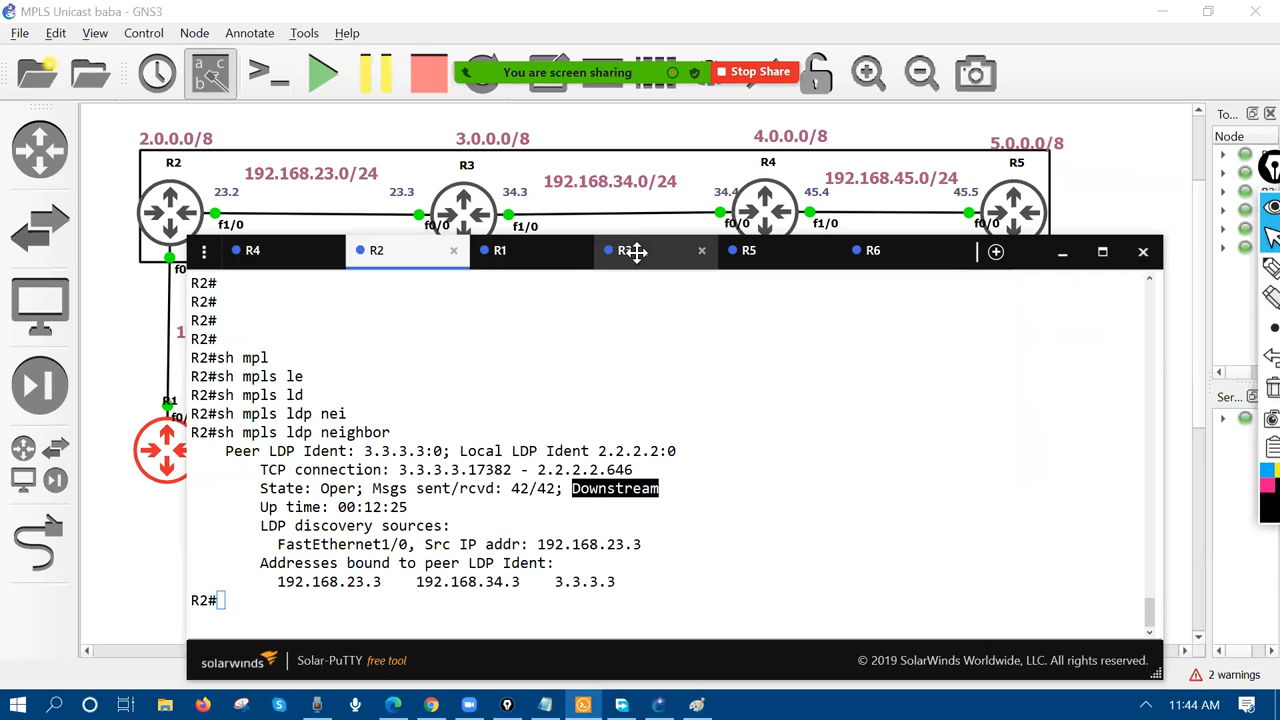 MPLS Unicast baba - GNS3
File Edit View Control Node Annotate Tools Help
You are screen sharing Stop Share
2.0.0.0/8 3.0.0.0/8 4.0.0.0/8 5.0.0.0/8
To...
Node
R2 R3 R4 R5
192.168.23.0/24 192.168.34.0/24 192.168.45.0/24
23.2 23.3 34.3 34.4 45.4 45.5
f1/0 f0/0 f1/0 f0/0 f1/0 f0/0
R4 R2 R1 R5 R6
R1
Ser...
R2#
R2#
R2#
R2#
R2#sh mpl
R2#sh mpls le
R2#sh mpls ld
R2#sh mpls ldp nei
R2#sh mpls ldp neighbor
Peer LDP Ident: 3.3.3.3:0; Local LDP Ident 2.2.2.2:0
TCP connection: 3.3.3.3.17382 - 2.2.2.2.646
State: Oper; Msgs sent/rcvd: 42/42; Downstream
Up time: 00:12:25
LDP discovery sources:
FastEthernet1/0, Src IP addr: 192.168.23.3
Addresses bound to peer LDP Ident:
192.168.23.3 192.168.34.3 3.3.3.3
R2#
solarwinds Solar-PuTTY free tool © 2019 SolarWinds Worldwide, LLC. All rights reserved.
2 warnings
11:44 AM